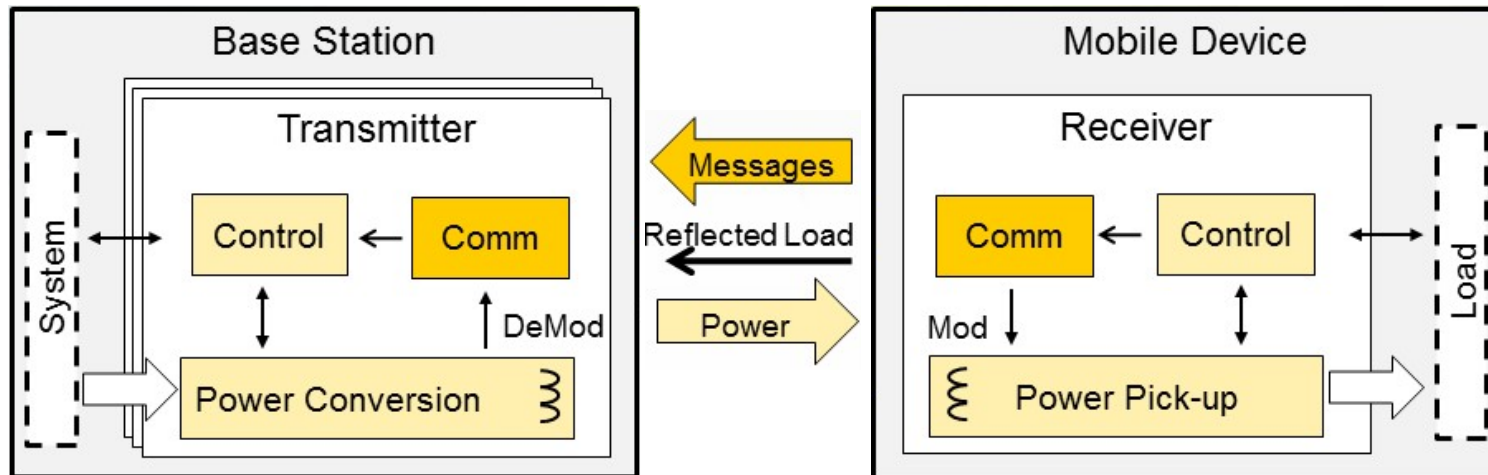 Base Station
Transmitter
System
Control
Comm
DeMod
Power Conversion
Messages
Reflected Load
Power
Mobile Device
Receiver
Comm
Control
Mod
Power Pick-up
Load